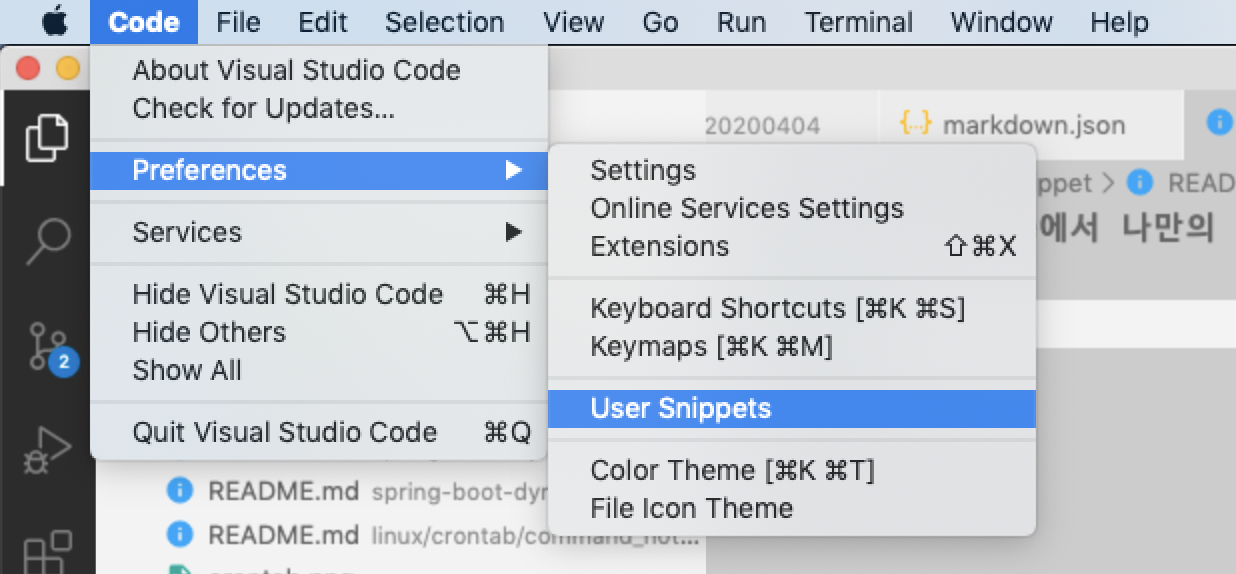 Code File Edit Selection View Go Run Terminal Window Help
About Visual Studio Code
Check for Updates...
Preferences
Services
Hide Visual Studio Code ⌘H
Hide Others ⌥⌘H
Show All
Quit Visual Studio Code ⌘Q
Settings
Online Services Settings
Extensions ⇧⌘X
Keyboard Shortcuts [⌘K ⌘S]
Keymaps [⌘K ⌘M]
User Snippets
Color Theme [⌘K ⌘T]
File Icon Theme
20200404 {..} markdown.json
ppet > READ
에서 나만의
2
README.md spring-boot-dyn
README.md linux/crontab/command_not...